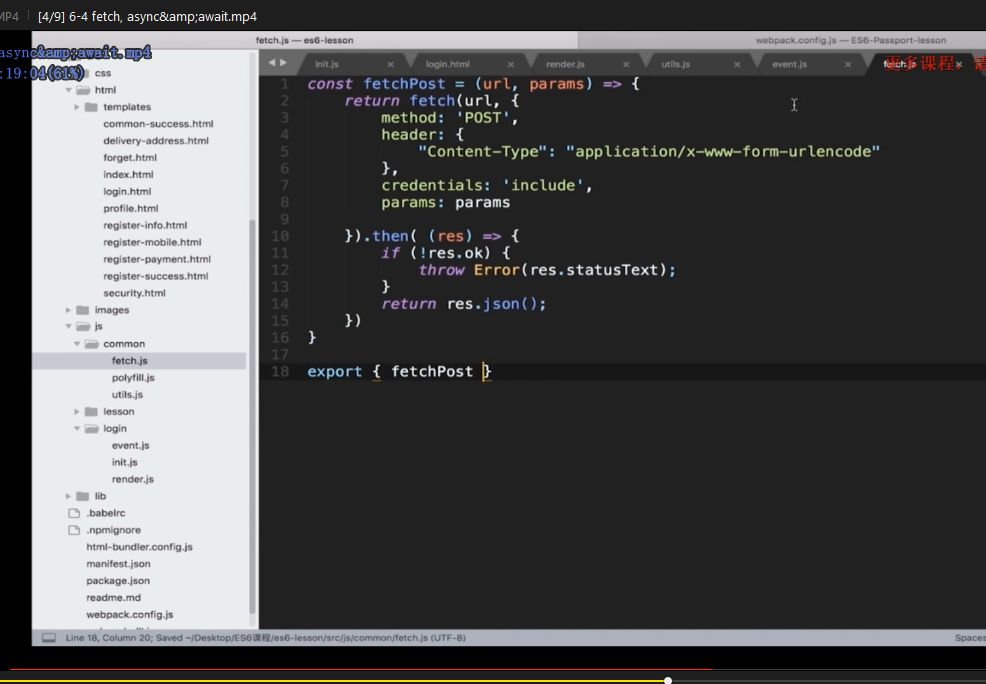 MP4 | [4/9] 6-4 fetch, async&amp;await.mp4
fetch.js — es6-lesson
webpack.config.js — ES6-Passport-lesson
async&amp;await.mp4
:19:04(61%)
更多课程,
init.js ×
login.html ×
render.js ×
utils.js ×
event.js ×
fetch.js ×
css
html
templates
common-success.html
delivery-address.html
forget.html
index.html
login.html
profile.html
register-info.html
register-mobile.html
register-payment.html
register-success.html
security.html
images
js
common
fetch.js
polyfill.js
utils.js
lesson
login
event.js
init.js
render.js
lib
.babelrc
.npmignore
html-bundler.config.js
manifest.json
package.json
readme.md
webpack.config.js
1 const fetchPost = (url, params) => {
2 return fetch(url, {
3 method: 'POST',
4 header: {
5 "Content-Type": "application/x-www-form-urlencode"
6 },
7 credentials: 'include',
8 params: params
9
10 }).then( (res) => {
11 if (!res.ok) {
12 throw Error(res.statusText);
13 }
14 return res.json();
15 })
16 }
17
18 export { fetchPost }
Line 18, Column 20; Saved ~/Desktop/ES6课程/es6-lesson/src/js/common/fetch.js (UTF-8)
Spaces